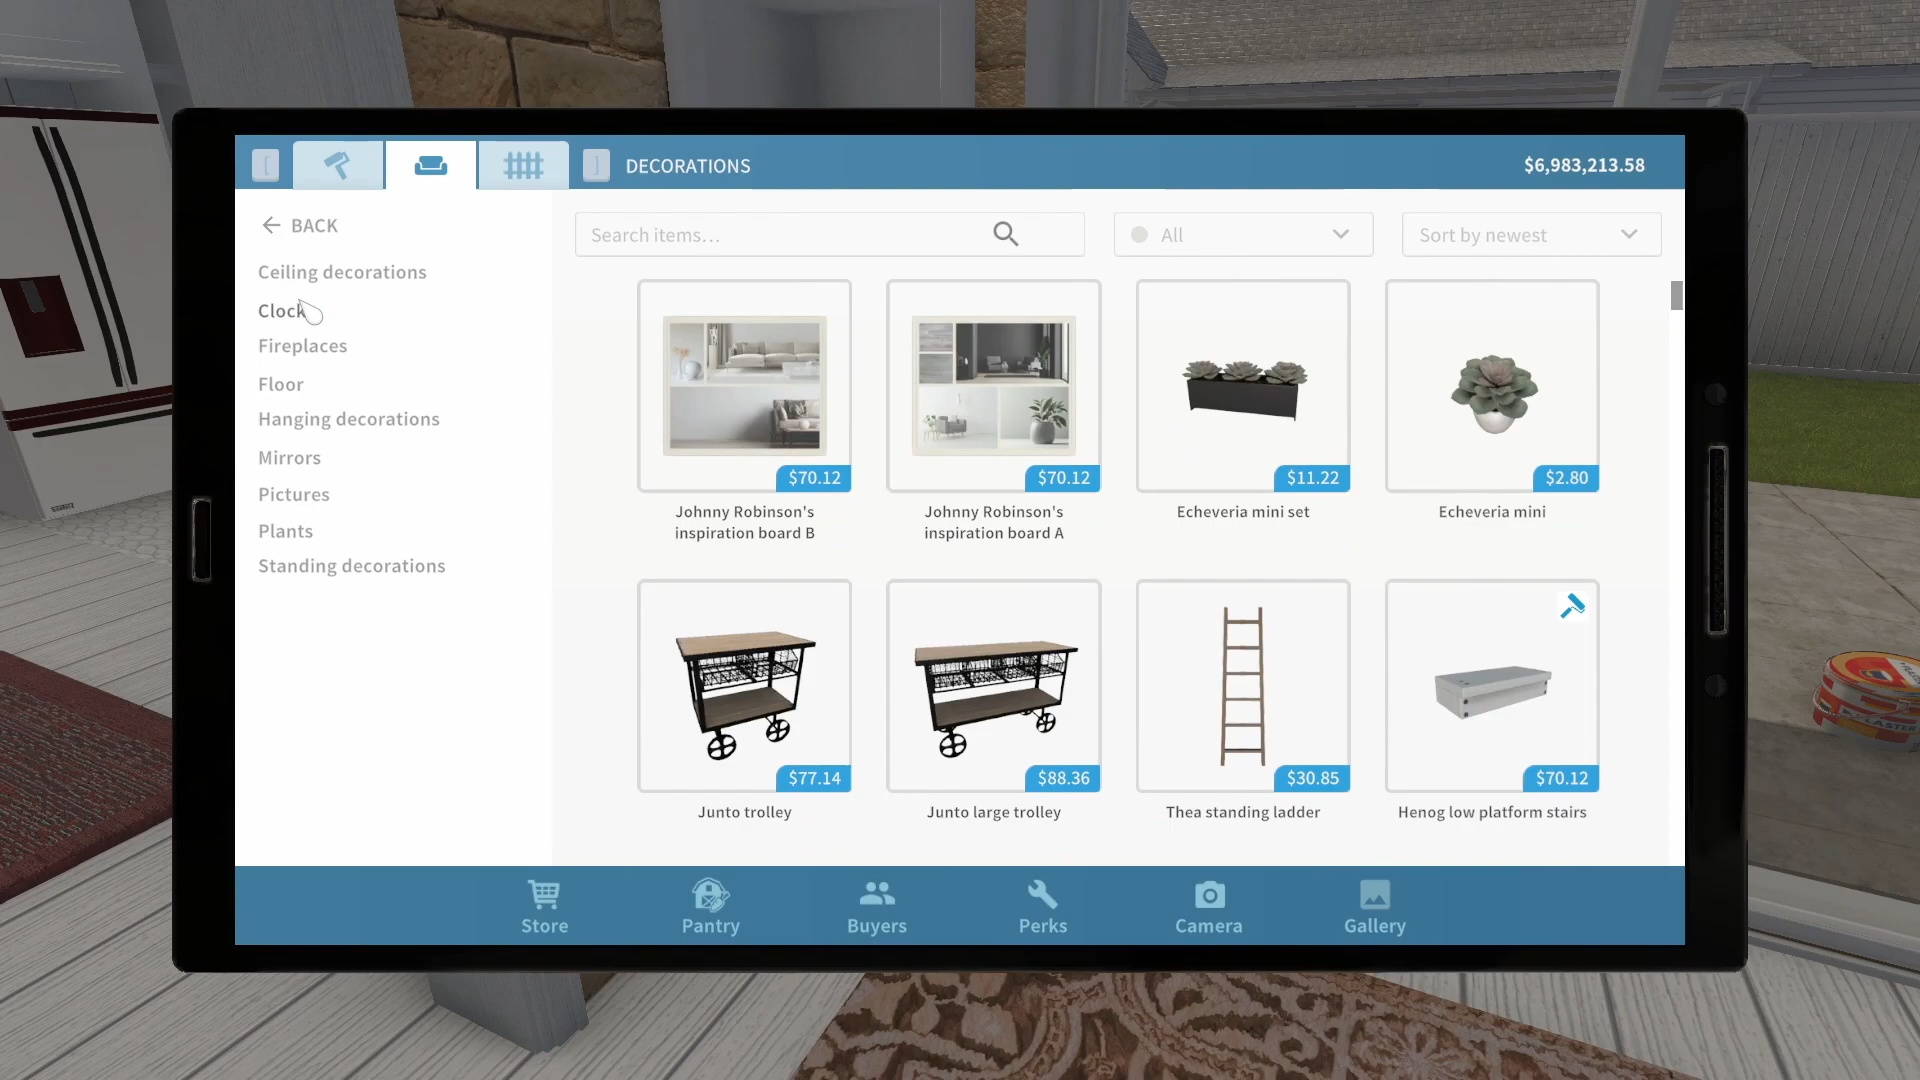 [
]
DECORATIONS
$6,983,213.58
BACK
Ceiling decorations
Clock
Fireplaces
Floor
Hanging decorations
Mirrors
Pictures
Plants
Standing decorations
Search items...
All
Sort by newest
$70.12
$70.12
$11.22
$2.80
Johnny Robinson's
inspiration board B
Johnny Robinson's
inspiration board A
Echeveria mini set
Echeveria mini
$77.14
$88.36
$30.85
$70.12
Junto trolley
Junto large trolley
Thea standing ladder
Henog low platform stairs
Store
Pantry
Buyers
Perks
Camera
Gallery